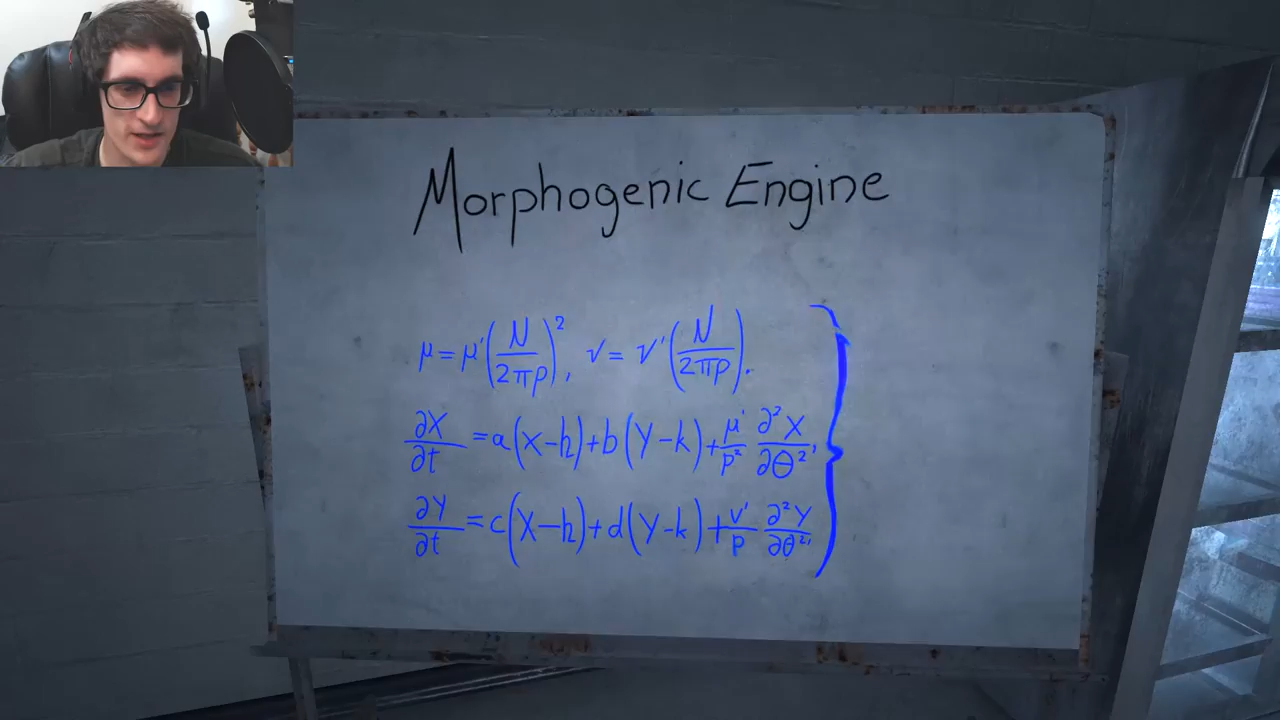 Morphogenic Engine
μ = μ'(N/2πρ)², ν = ν'(N/2πρ).
∂X/∂t = a(X-h)+b(Y-k)+μ'/ρ² ∂²X/∂θ²,
∂Y/∂t = c(X-h)+d(Y-k)+ν'/ρ ∂²Y/∂θ²,